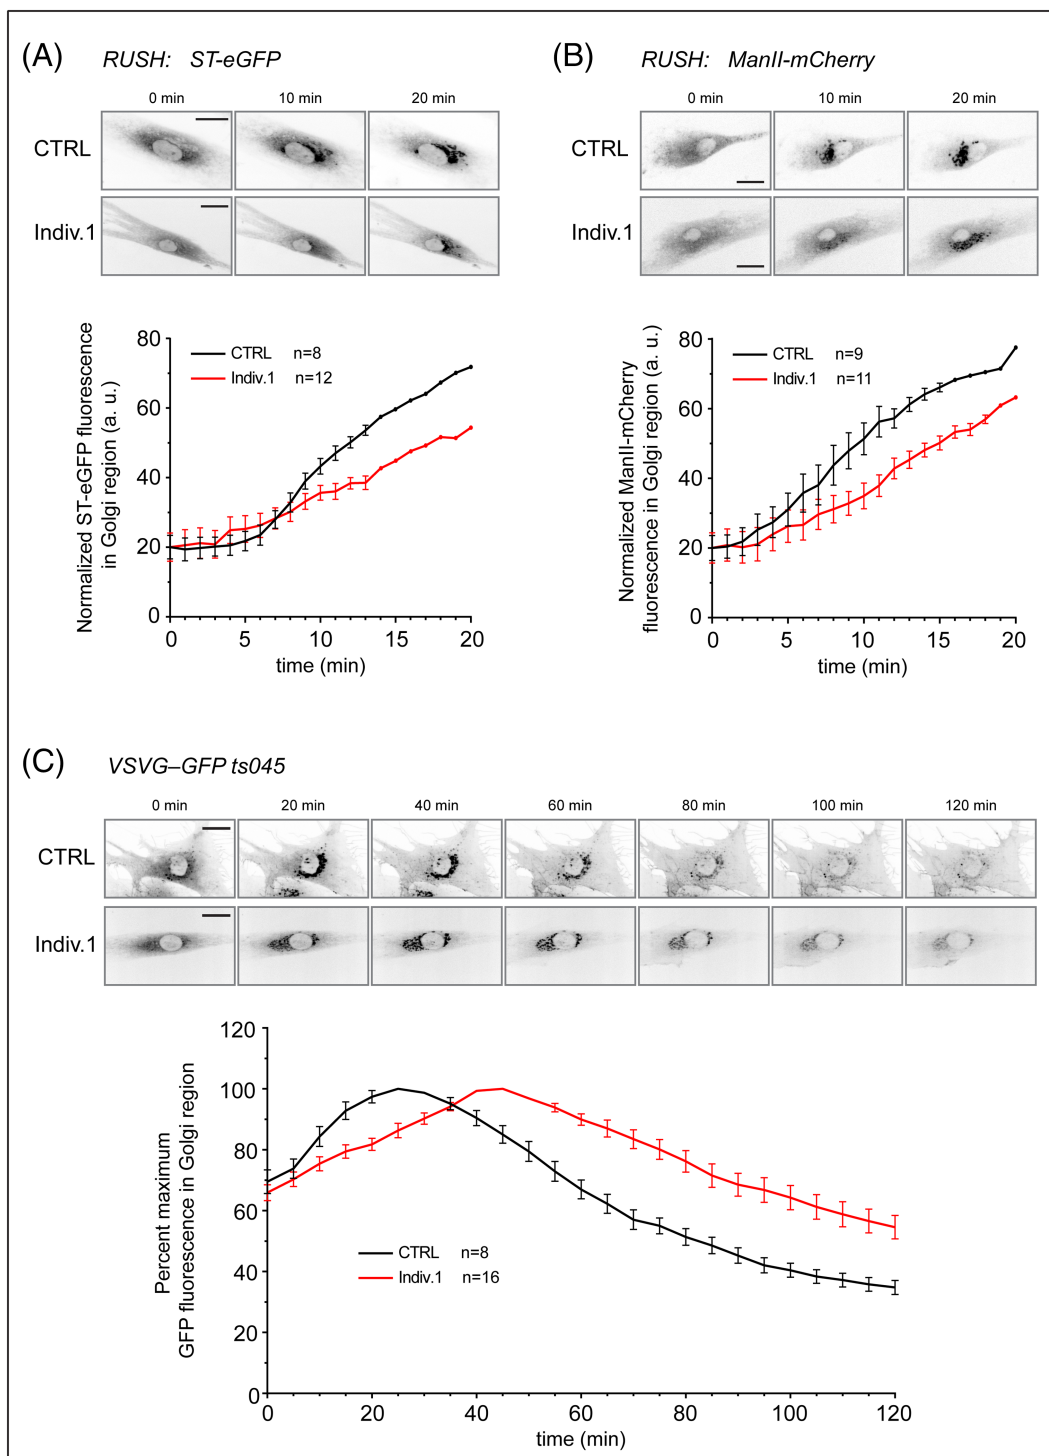 (A)
RUSH: ST-eGFP
0 min 10 min 20 min
CTRL
Indiv.1
Normalized ST-eGFP fluorescence
in Golgi region (a. u.)
80
60
40
20
0
CTRL n=8
Indiv.1 n=12
0 5 10 15 20
time (min)
(B)
RUSH: ManII-mCherry
0 min 10 min 20 min
CTRL
Indiv.1
Normalized ManII-mCherry
fluorescence in Golgi region (a. u.)
80
60
40
20
0
CTRL n=9
Indiv.1 n=11
0 5 10 15 20
time (min)
(C)
VSVG–GFP ts045
0 min 20 min 40 min 60 min 80 min 100 min 120 min
CTRL
Indiv.1
Percent maximum
GFP fluorescence in Golgi region
120
100
80
60
40
20
0
CTRL n=8
Indiv.1 n=16
0 20 40 60 80 100 120
time (min)